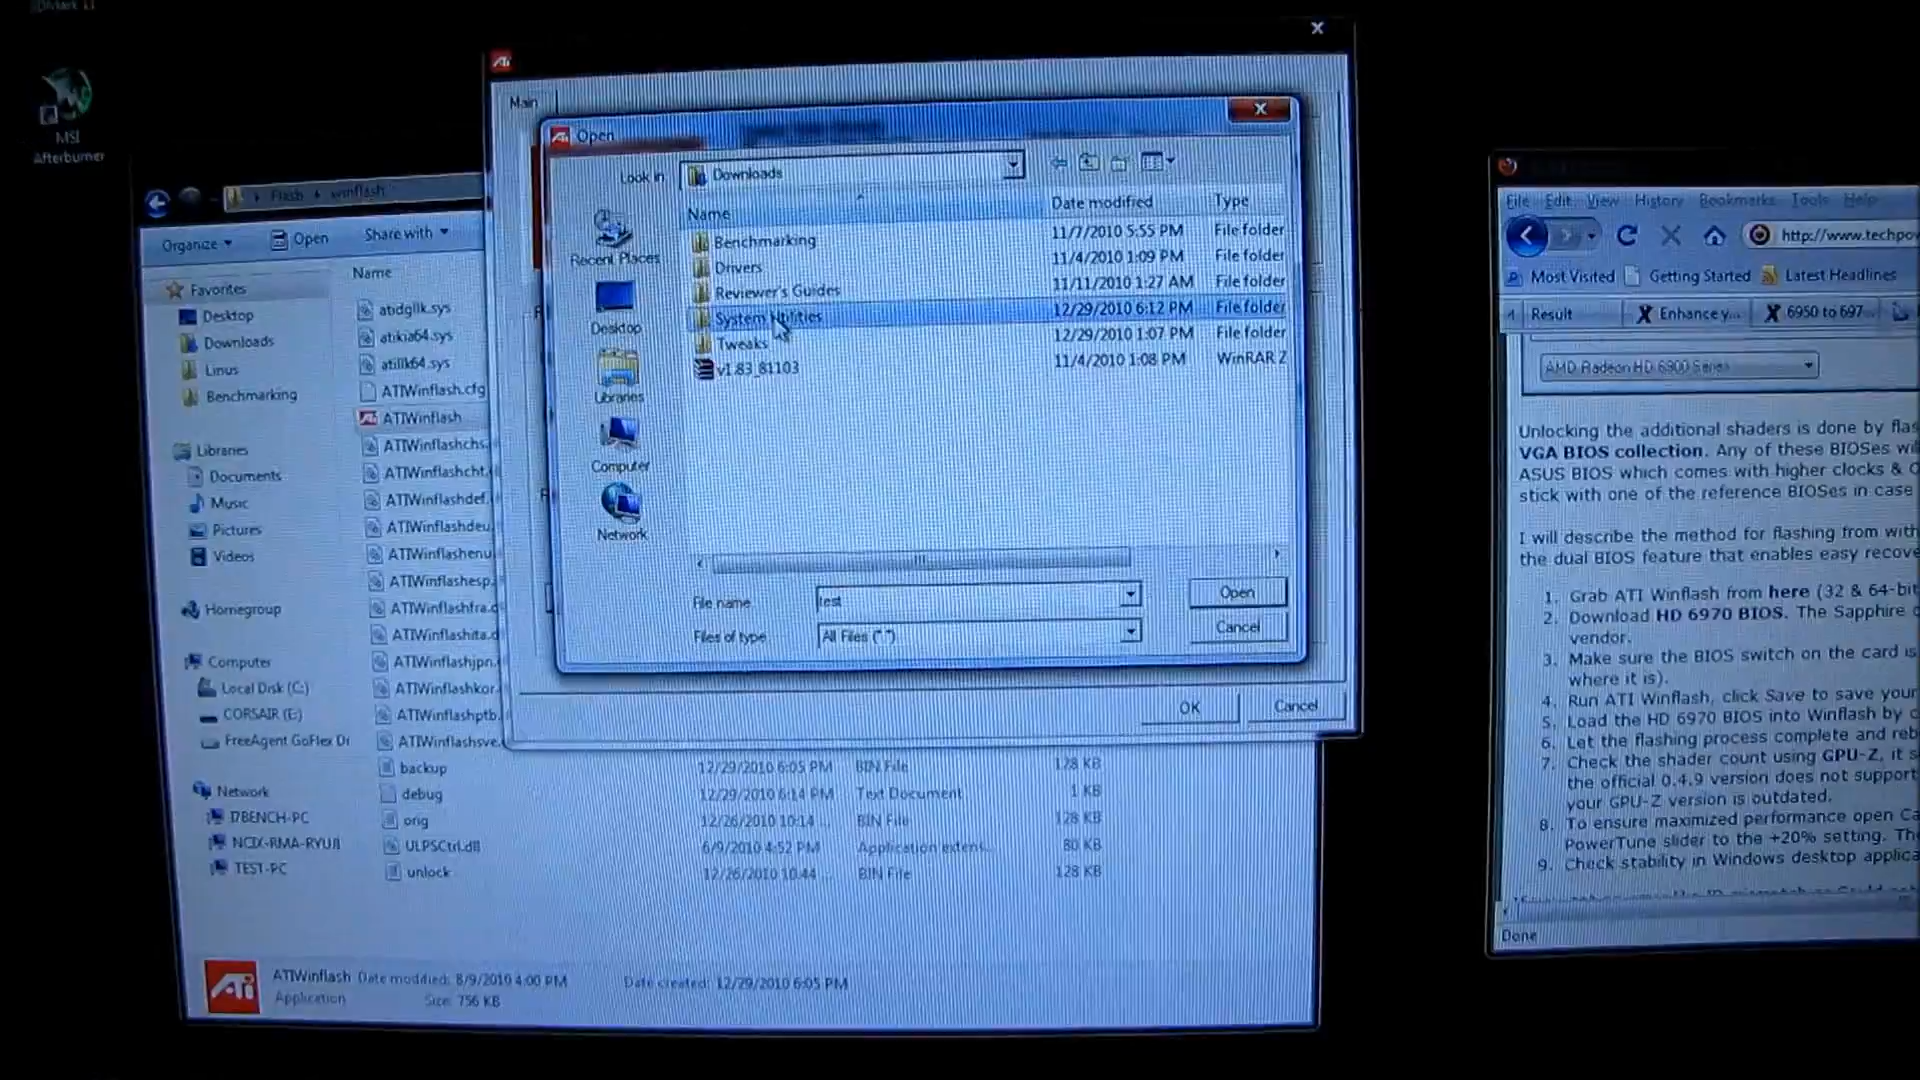 MSI
Afterburner
Flash
winflash
Organize
Open
Share with
Name
Favorites
Desktop
Downloads
Linus
Benchmarking
Libraries
Documents
Music
Pictures
Videos
Homegroup
Computer
Local Disk (C:)
CORSAIR (E:)
FreeAgent GoFlex Dr
Network
I7BENCH-PC
NCIX-RMA-RYUJI
TEST-PC
atidgllk.sys
atikia64.sys
atillk64.sys
ATIWinflash.cfg
ATIWinflash
ATIWinflashchs.
ATIWinflashcht.
ATIWinflashdef.
ATIWinflashdeu.
ATIWinflashenu.
ATIWinflashesp.
ATIWinflashfra.d
ATIWinflashita.d
ATIWinflashjpn.
ATIWinflashkor.
ATIWinflashptb.
ATIWinflashsve.
backup 12/29/2010 6:05 PM BIN File 128 KB
debug 12/29/2010 6:14 PM Text Document 1 KB
orig 12/26/2010 10:14 ... BIN File 128 KB
ULPSCtrl.dll 6/9/2010 4:52 PM Application extens... 80 KB
unlock 12/26/2010 10:44 ... BIN File 128 KB
ATIWinflash Date modified: 8/9/2010 4:00 PM Date created: 12/29/2010 6:05 PM
Application Size: 756 KB
Main
Open
Look in
Downloads
Name Date modified Type
Benchmarking 11/7/2010 5:55 PM File folder
Drivers 11/4/2010 1:09 PM File folder
Reviewer's Guides 11/11/2010 1:27 AM File folder
System Utilities 12/29/2010 6:12 PM File folder
Tweaks 12/29/2010 1:07 PM File folder
v1.83_81103 11/4/2010 1:08 PM WinRAR Z
Recent Places
Desktop
Libraries
Computer
Network
File name test Open
Files of type All Files (*.*) Cancel
OK Cancel
File Edit View History Bookmarks Tools Help
http://www.techpov
Most Visited Getting Started Latest Headlines
Result Enhance y... 6950 to 697...
AMD Radeon HD 6900 Series
Unlocking the additional shaders is done by flas
VGA BIOS collection. Any of these BIOSes wil
ASUS BIOS which comes with higher clocks & O
stick with one of the reference BIOSes in case
I will describe the method for flashing from with
the dual BIOS feature that enables easy recove
1. Grab ATI Winflash from here (32 & 64-bit
2. Download HD 6970 BIOS. The Sapphire o
vendor.
3. Make sure the BIOS switch on the card is
where it is).
4. Run ATI Winflash, click Save to save your
5. Load the HD 6970 BIOS into Winflash by c
6. Let the flashing process complete and reb
7. Check the shader count using GPU-Z, it s
the official 0.4.9 version does not support
your GPU-Z version is outdated.
8. To ensure maximized performance open Ca
PowerTune slider to the +20% setting. The
9. Check stability in Windows desktop applica
Done